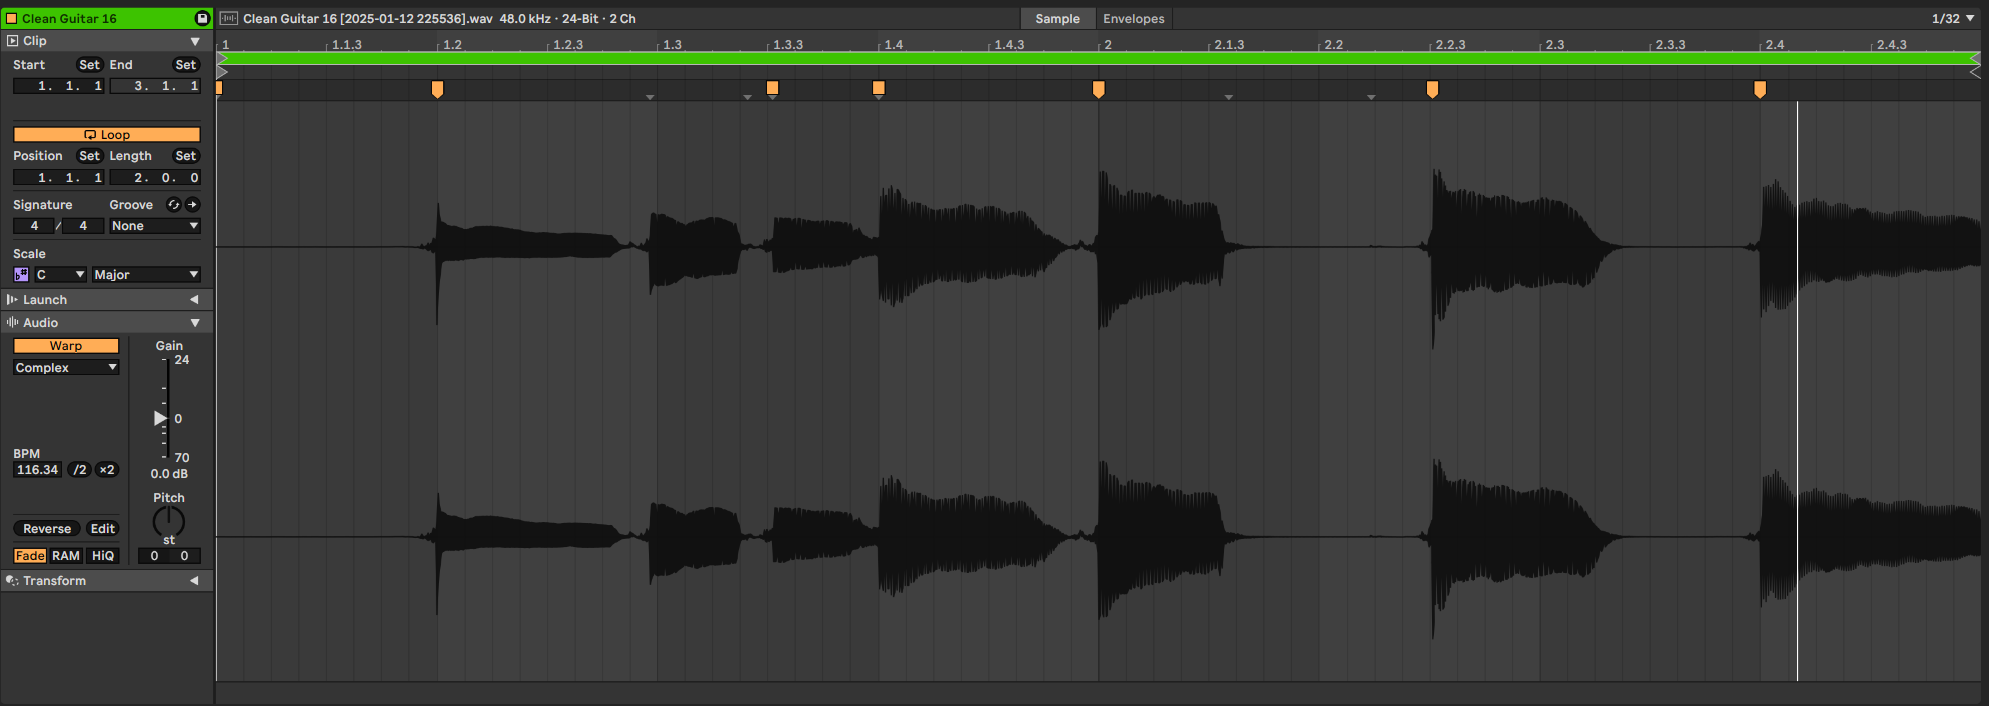 Clean Guitar 16
Clean Guitar 16 [2025-01-12 225536].wav 48.0 kHz · 24-Bit · 2 Ch
Sample
Envelopes
1/32
Clip
1 1.1.3 1.2 1.2.3 1.3 1.3.3 1.4 1.4.3 2 2.1.3 2.2 2.2.3 2.3 2.3.3 2.4 2.4.3
Start Set End Set
1. 1. 1 3. 1. 1
Loop
Position Set Length Set
1. 1. 1 2. 0. 0
Signature Groove
4 / 4 None
Scale
b# C Major
Launch
Audio
Warp
Gain
Complex
24
0
70
0.0 dB
BPM
116.34 /2 ×2
Pitch
Reverse Edit
st
Fade RAM HiQ 0 0
Transform